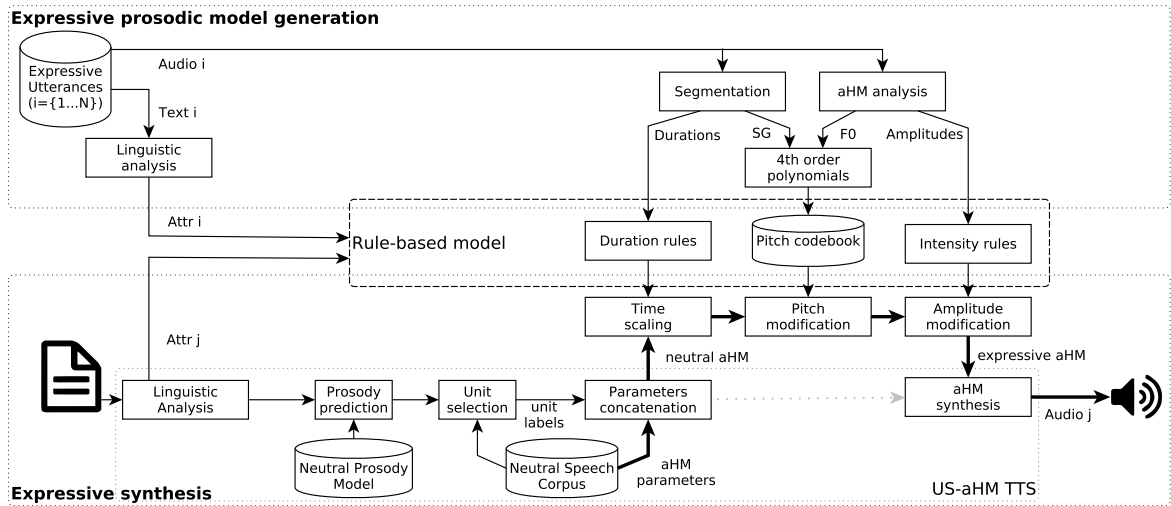 Expressive prosodic model generation
Expressive
Utterances
(i={1...N})
Audio i
Text i
Linguistic
analysis
Attr i
Segmentation
aHM analysis
Durations
SG
F0
Amplitudes
4th order
polynomials
Rule-based model
Duration rules
Pitch codebook
Intensity rules
Time
scaling
Pitch
modification
Amplitude
modification
Attr j
neutral aHM
expressive aHM
Linguistic
Analysis
Prosody
prediction
Unit
selection
unit
labels
Parameters
concatenation
aHM
synthesis
Audio j
Neutral Prosody
Model
Neutral Speech
Corpus
aHM
parameters
Expressive synthesis
US-aHM TTS